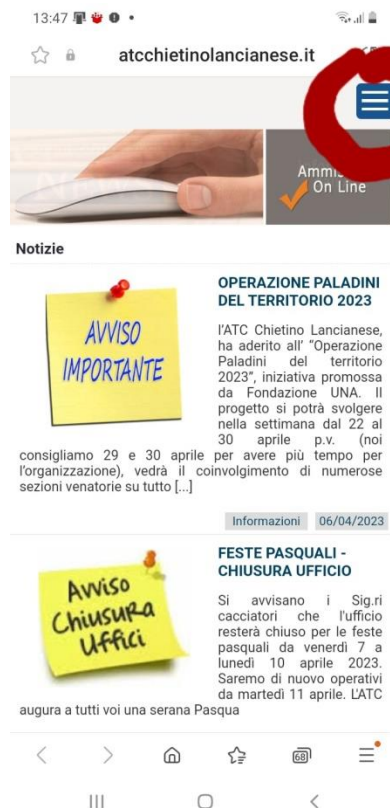 13:47
atcchietinolancianese.it
On Line
Notizie
AVVISO
IMPORTANTE
OPERAZIONE PALADINI
DEL TERRITORIO 2023
l'ATC Chietino Lancianese,
ha aderito all' “Operazione
Paladini del territorio
2023”, iniziativa promossa
da Fondazione UNA. Il
progetto si potrà svolgere
nella settimana dal 22 al
30 aprile p.v. (noi
consigliamo 29 e 30 aprile per avere più tempo per
l'organizzazione), vedrà il coinvolgimento di numerose
sezioni venatorie su tutto [...]
Informazioni 06/04/2023
Avviso
Chiusura
Uffici
FESTE PASQUALI -
CHIUSURA UFFICIO
Si avvisano i Sig.ri
cacciatori che l'ufficio
resterà chiuso per le feste
pasquali da venerdì 7 a
lunedì 10 aprile 2023.
Saremo di nuovo operativi
da martedì 11 aprile. L'ATC
augura a tutti voi una serana Pasqua
68